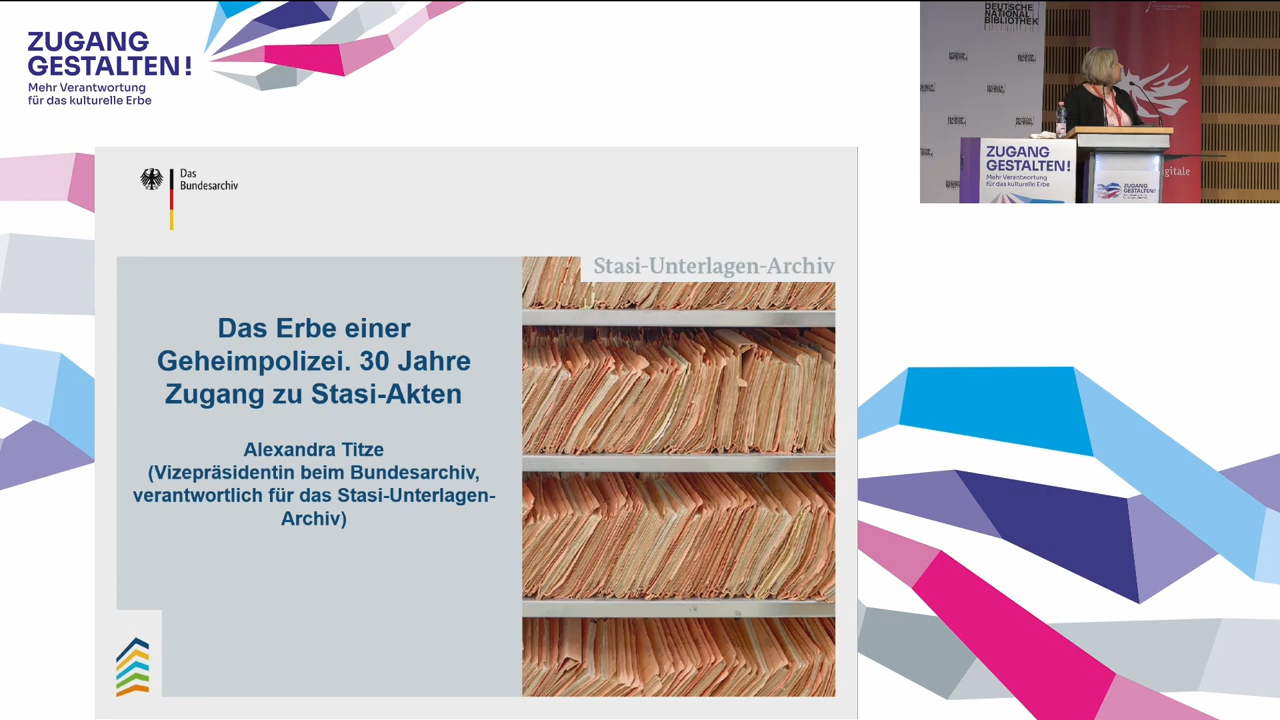 ZUGANG
GESTALTEN!
Mehr Verantwortung
für das kulturelle Erbe
DEUTSCHE
NATIONAL
BIBLIOTHEK
ZUGANG
GESTALTEN!
Mehr Verantwortung
für das kulturelle Erbe
ZUGANG
GESTALTEN!
igitale
Das
Bundesarchiv
Stasi-Unterlagen-Archiv
Das Erbe einer
Geheimpolizei. 30 Jahre
Zugang zu Stasi-Akten
Alexandra Titze
(Vizepräsidentin beim Bundesarchiv,
verantwortlich für das Stasi-Unterlagen-
Archiv)